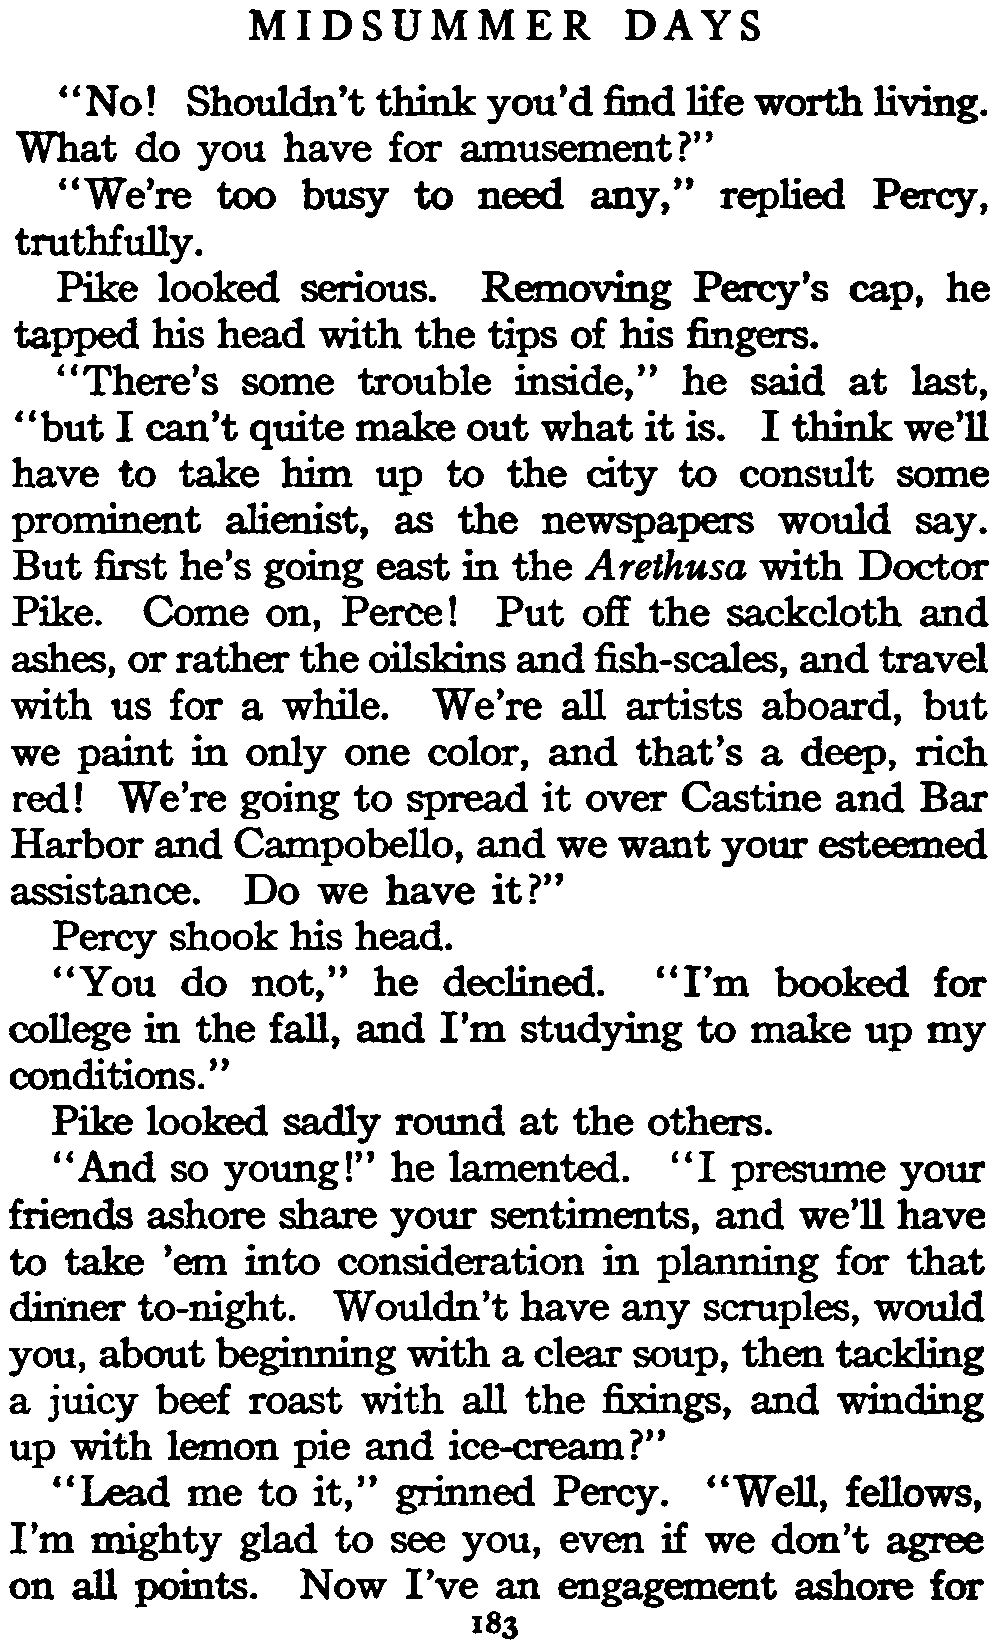 MIDSUMMER DAYS
"No! Shouldn't think you'd find life worth living.
What do you have for amusement?"
"We're too busy to need any," replied Percy,
truthfully.
Pike looked serious. Removing Percy's cap, he
tapped his head with the tips of his fingers.
"There's some trouble inside," he said at last,
"but I can't quite make out what it is. I think we'll
have to take him up to the city to consult some
prominent alienist, as the newspapers would say.
But first he's going east in the Arethusa with Doctor
Pike. Come on, Perce! Put off the sackcloth and
ashes, or rather the oilskins and fish-scales, and travel
with us for a while. We're all artists aboard, but
we paint in only one color, and that's a deep, rich
red! We're going to spread it over Castine and Bar
Harbor and Campobello, and we want your esteemed
assistance. Do we have it?"
Percy shook his head.
"You do not," he declined. "I'm booked for
college in the fall, and I'm studying to make up my
conditions."
Pike looked sadly round at the others.
"And so young!" he lamented. "I presume your
friends ashore share your sentiments, and we'll have
to take 'em into consideration in planning for that
dinner to-night. Wouldn't have any scruples, would
you, about beginning with a clear soup, then tackling
a juicy beef roast with all the fixings, and winding
up with lemon pie and ice-cream?"
"Lead me to it," grinned Percy. "Well, fellows,
I'm mighty glad to see you, even if we don't agree
on all points. Now I've an engagement ashore for
183